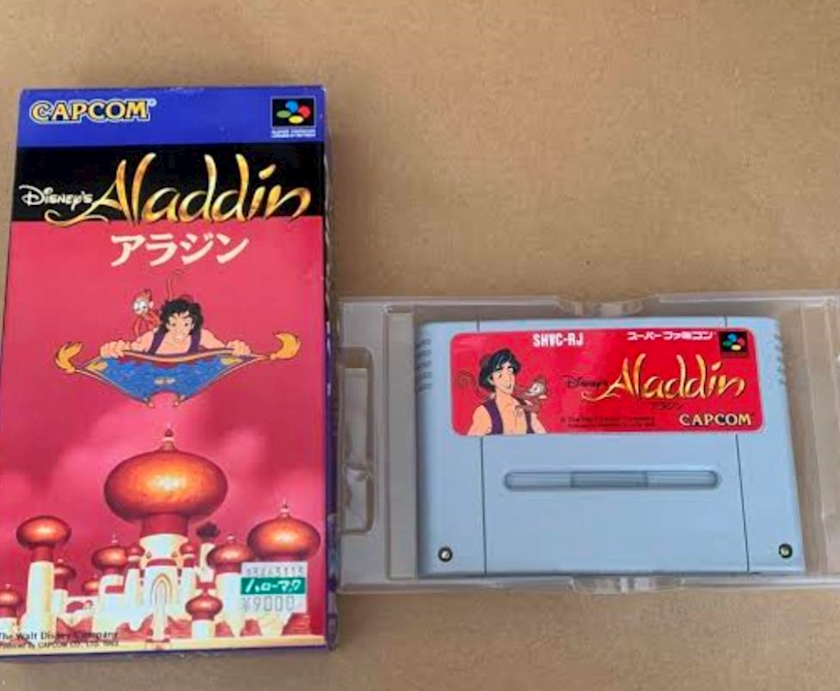 CAPCOM
Disney's Aladdin
アラジン
ハローマック
¥9000
The Walt Disney Company
SHVC-RJ
スーパーファミコン
Disney's Aladdin
アラジン
CAPCOM